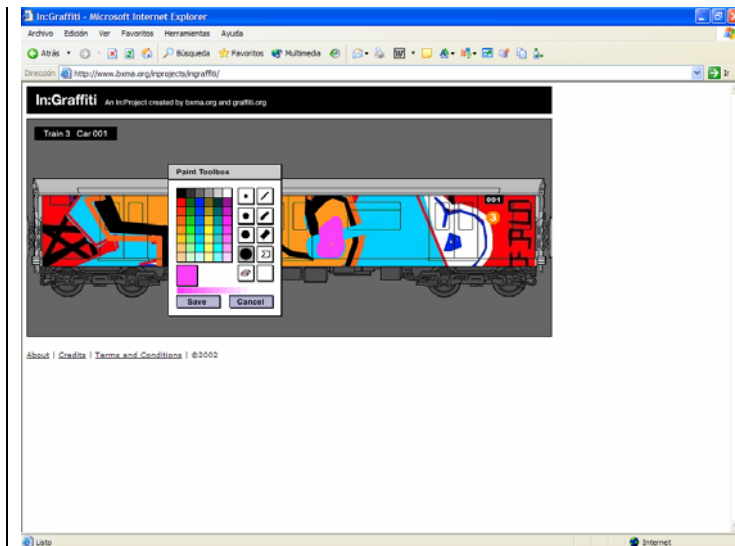 In:Graffiti - Microsoft Internet Explorer
Archivo Edición Ver Favoritos Herramientas Ayuda
Atrás Búsqueda Favoritos Multimedia
Dirección http://www.bxma.org/inprojects/ingraffiti/ Ir
In:Graffiti An In:Project created by bxma.org and graffiti.org
Train 3 Car 001
Paint Toolbox
001
3
Save Cancel
About | Credits | Terms and Conditions | ©2002
Listo Internet